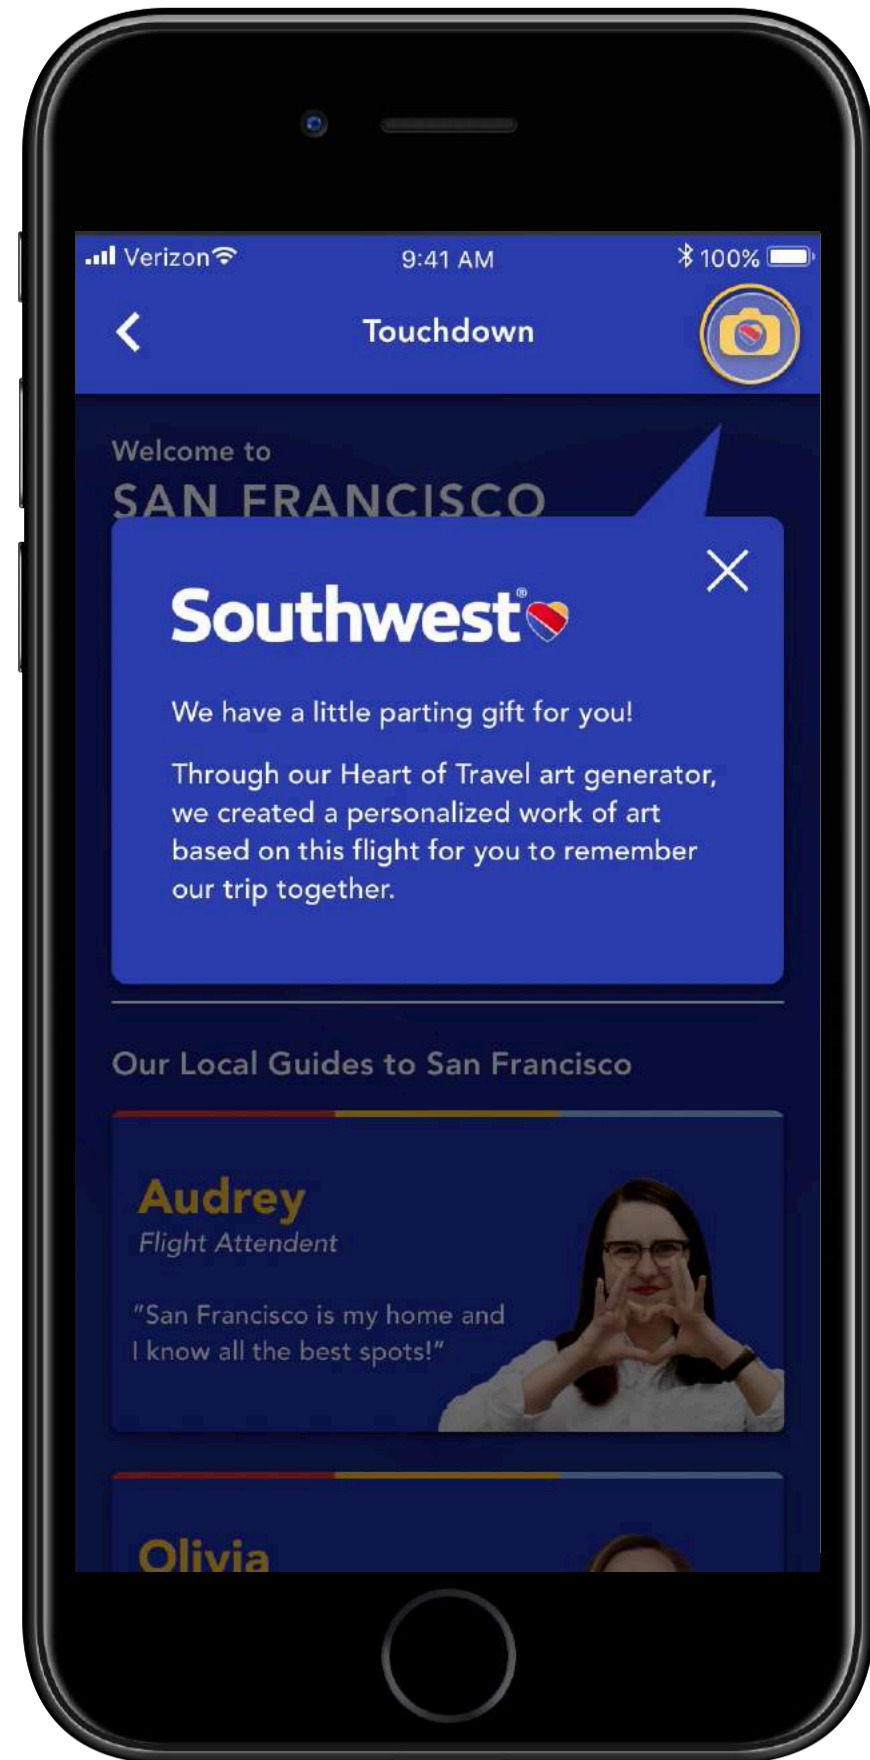 Verizon 9:41 AM 100%
Touchdown
Welcome to
SAN FRANCISCO
Southwest®
We have a little parting gift for you!
Through our Heart of Travel art generator,
we created a personalized work of art
based on this flight for you to remember
our trip together.
Our Local Guides to San Francisco
Audrey
Flight Attendent
"San Francisco is my home and
I know all the best spots!"
Olivia